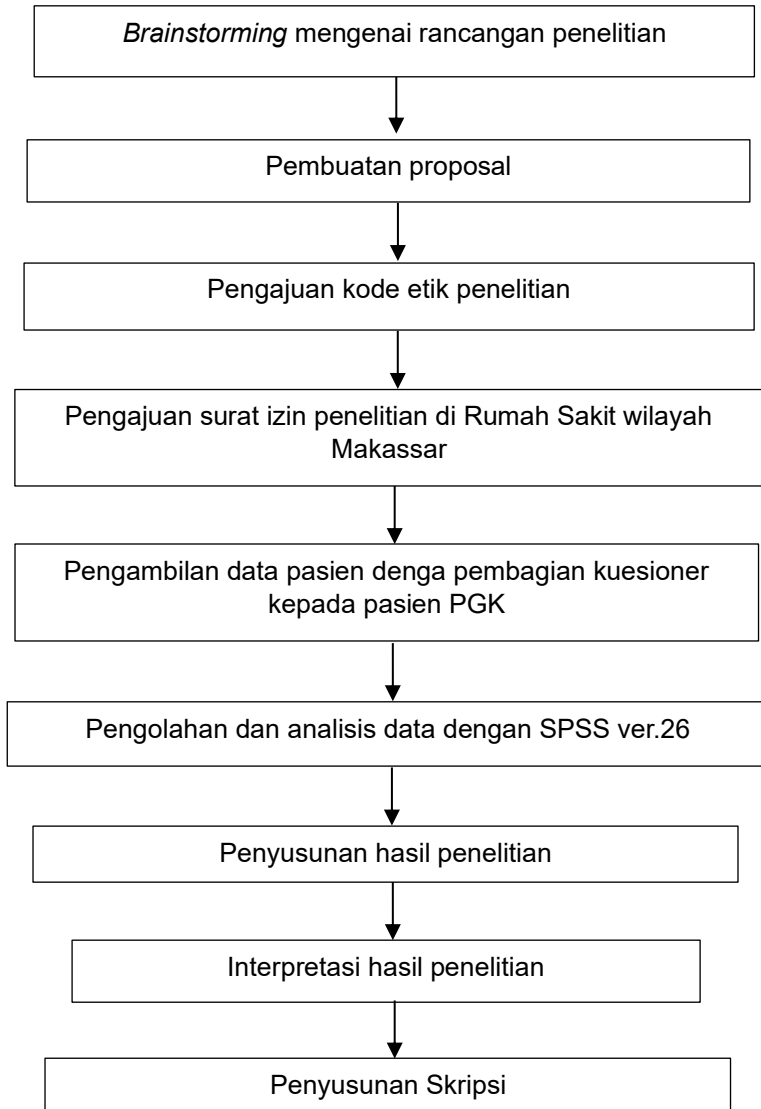 Brainstorming mengenai rancangan penelitian
Pembuatan proposal
Pengajuan kode etik penelitian
Pengajuan surat izin penelitian di Rumah Sakit wilayah
Makassar
Pengambilan data pasien denga pembagian kuesioner
kepada pasien PGK
Pengolahan dan analisis data dengan SPSS ver.26
Penyusunan hasil penelitian
Interpretasi hasil penelitian
Penyusunan Skripsi